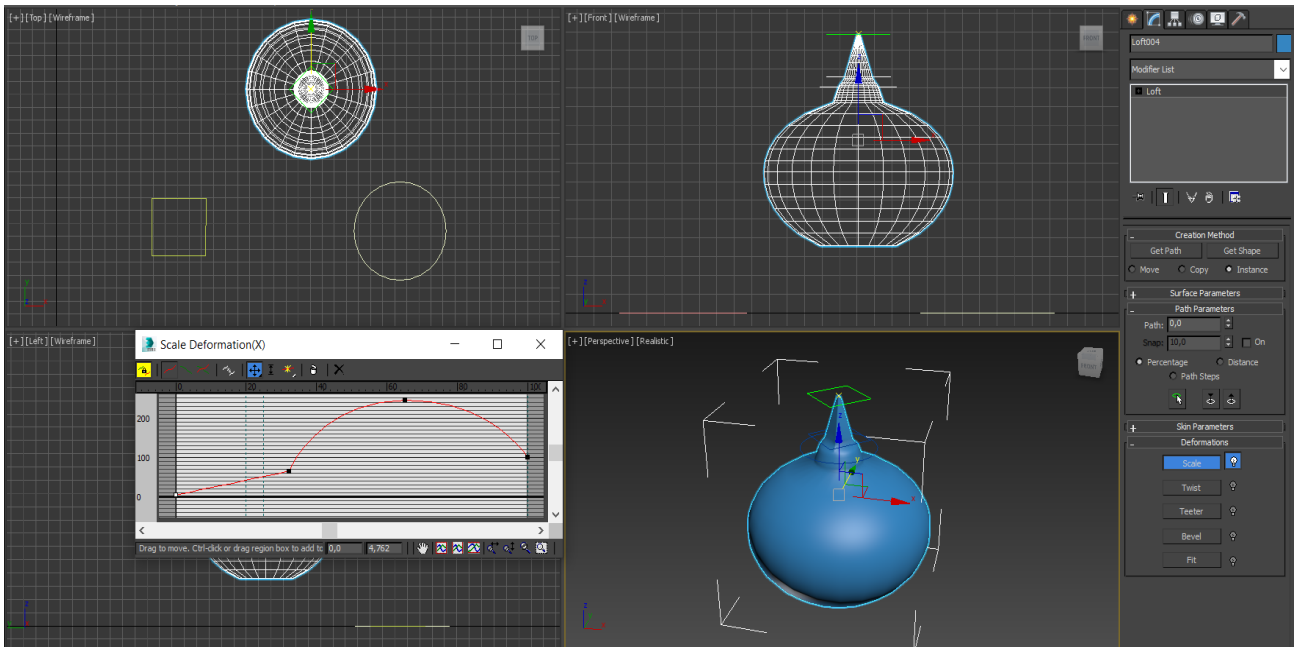 [+] [Top] [Wireframe]
TOP
[+] [Front] [Wireframe]
FRONT
Loft004
Modifier List
Loft
Creation Method
Get Path Get Shape
Move Copy Instance
Surface Parameters
Path Parameters
Path: 0,0
Snap: 10,0 On
Percentage Distance
Path Steps
Skin Parameters
Deformations
Scale
Twist
Teeter
Bevel
Fit
[+] [Left] [Wireframe]
Scale Deformation(X)
0 20 40 60 80
200
100
0
Drag to move. Ctrl-click or drag region box to add to 0,0 4,762
[+] [Perspective] [Realistic]
z
x
y